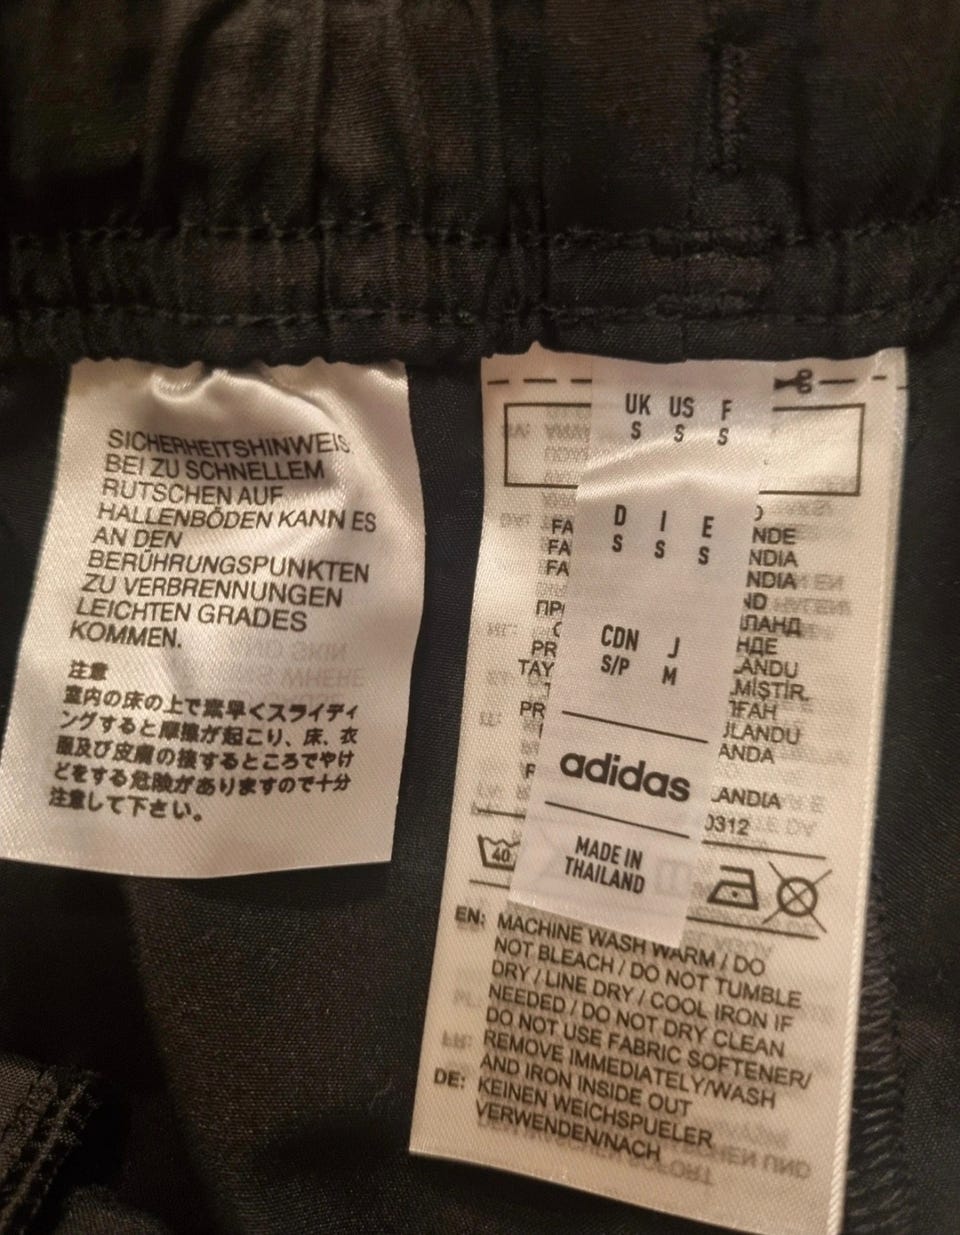 SICHERHEITSHINWEIS:
BEI ZU SCHNELLEM
RUTSCHEN AUF
HALLENBÖDEN KANN ES
AN DEN
BERÜHRUNGSPUNKTEN
ZU VERBRENNUNGEN
LEICHTEN GRADES
KOMMEN.
注意
室内の床の上で素早くスライディ
ングすると摩擦が起こり、床、衣
服及び皮膚の接するところでやけ
どをする危険がありますので十分
注意して下さい。
UK US F
S S S
D I E
S S S
CDN J
S/P M
adidas
MADE IN
THAILAND
0312
40
EN: MACHINE WASH WARM / DO
NOT BLEACH / DO NOT TUMBLE
DRY / LINE DRY / COOL IRON IF
NEEDED / DO NOT DRY CLEAN
DO NOT USE FABRIC SOFTENER/
REMOVE IMMEDIATELY/WASH
AND IRON INSIDE OUT
DE: KEINEN WEICHSPUELER
VERWENDEN/NACH